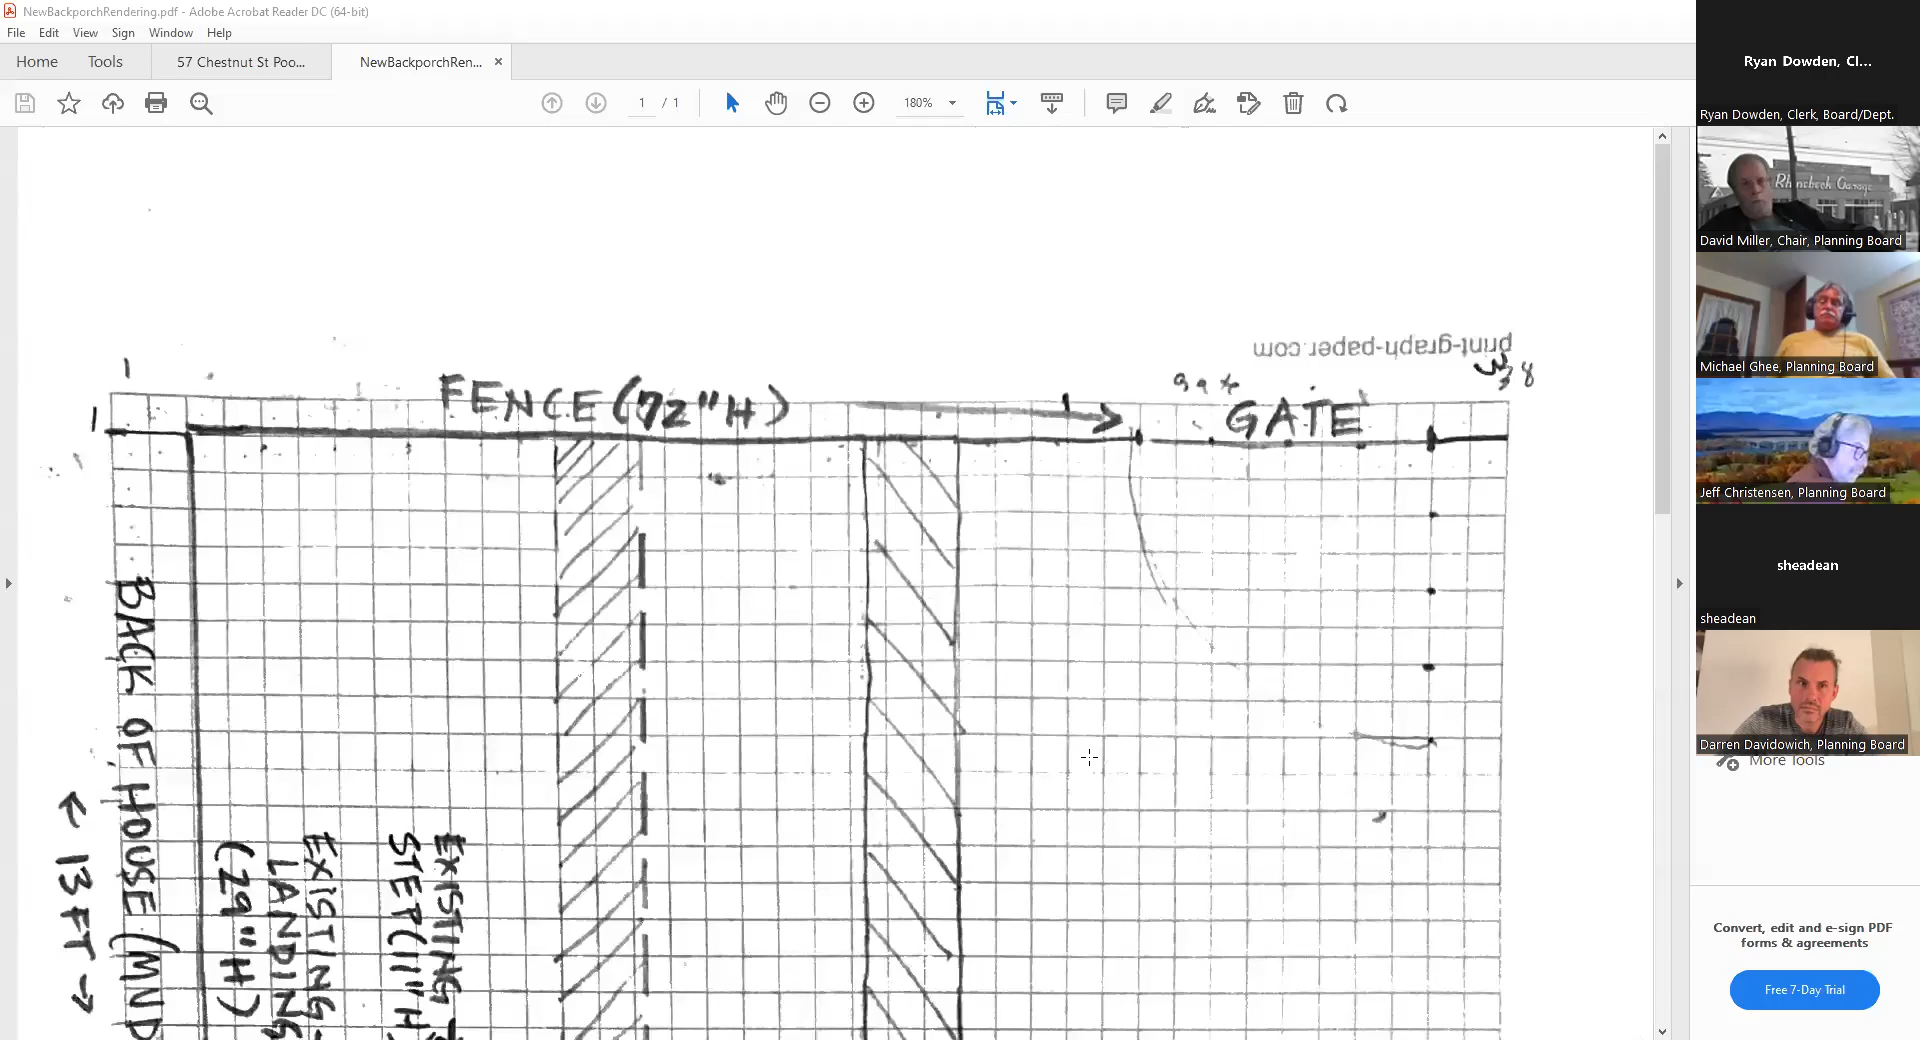 NewBackporchRendering.pdf - Adobe Acrobat Reader DC (64-bit)
File Edit View Sign Window Help
Home Tools 57 Chestnut St Poo... NewBackporchRen... ×
1 / 1 180%
print-graph-paper.com
FENCE (72"H)
GATE
BACK OF HOUSE (MUD
← 13 FT →
EXISTING
LANDING
(29"H)
EXISTING
STEP (11"H)
Ryan Dowden, Cl...
Ryan Dowden, Clerk, Board/Dept.
Rhinebeck Garage
David Miller, Chair, Planning Board
Michael Ghee, Planning Board
Jeff Christensen, Planning Board
sheadean
sheadean
Darren Davidowich, Planning Board
More Tools
Convert, edit and e-sign PDF
forms & agreements
Free 7-Day Trial